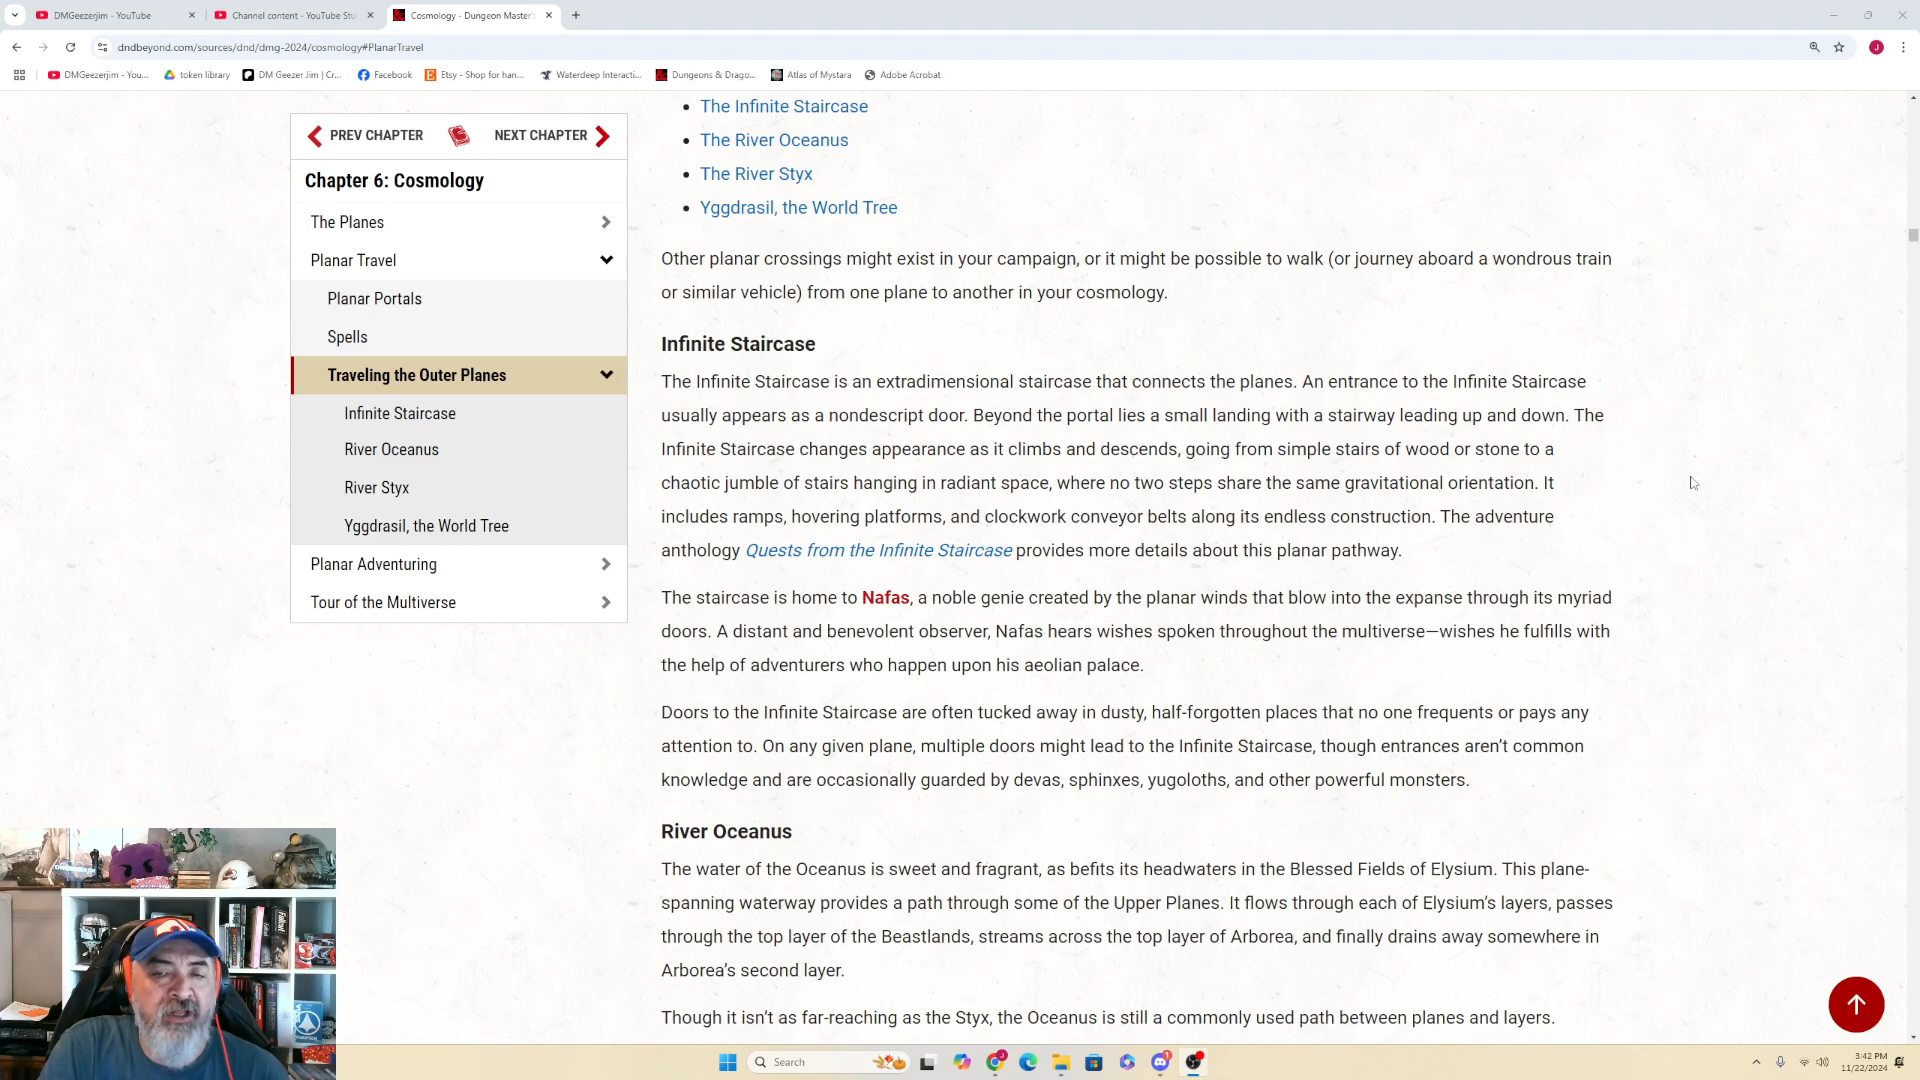 DMGeezerjim - YouTube
Channel content - YouTube Stu
Cosmology - Dungeon Master's
dndbeyond.com/sources/dnd/dmg-2024/cosmology#PlanarTravel
J
DMGeezerjim - You...
token library
DM Geezer Jim | Cr...
Facebook
Etsy - Shop for han...
Waterdeep Interacti...
Dungeons & Drago...
Atlas of Mystara
Adobe Acrobat
PREV CHAPTER
NEXT CHAPTER
Chapter 6: Cosmology
The Planes
Planar Travel
Planar Portals
Spells
Traveling the Outer Planes
Infinite Staircase
River Oceanus
River Styx
Yggdrasil, the World Tree
Planar Adventuring
Tour of the Multiverse
The Infinite Staircase
The River Oceanus
The River Styx
Yggdrasil, the World Tree
Other planar crossings might exist in your campaign, or it might be possible to walk (or journey aboard a wondrous train
or similar vehicle) from one plane to another in your cosmology.
Infinite Staircase
The Infinite Staircase is an extradimensional staircase that connects the planes. An entrance to the Infinite Staircase
usually appears as a nondescript door. Beyond the portal lies a small landing with a stairway leading up and down. The
Infinite Staircase changes appearance as it climbs and descends, going from simple stairs of wood or stone to a
chaotic jumble of stairs hanging in radiant space, where no two steps share the same gravitational orientation. It
includes ramps, hovering platforms, and clockwork conveyor belts along its endless construction. The adventure
anthology Quests from the Infinite Staircase provides more details about this planar pathway.
The staircase is home to Nafas, a noble genie created by the planar winds that blow into the expanse through its myriad
doors. A distant and benevolent observer, Nafas hears wishes spoken throughout the multiverse—wishes he fulfills with
the help of adventurers who happen upon his aeolian palace.
Doors to the Infinite Staircase are often tucked away in dusty, half-forgotten places that no one frequents or pays any
attention to. On any given plane, multiple doors might lead to the Infinite Staircase, though entrances aren't common
knowledge and are occasionally guarded by devas, sphinxes, yugoloths, and other powerful monsters.
River Oceanus
The water of the Oceanus is sweet and fragrant, as befits its headwaters in the Blessed Fields of Elysium. This plane-
spanning waterway provides a path through some of the Upper Planes. It flows through each of Elysium's layers, passes
through the top layer of the Beastlands, streams across the top layer of Arborea, and finally drains away somewhere in
Arborea's second layer.
Though it isn't as far-reaching as the Styx, the Oceanus is still a commonly used path between planes and layers.
Search
3:42 PM
11/22/2024